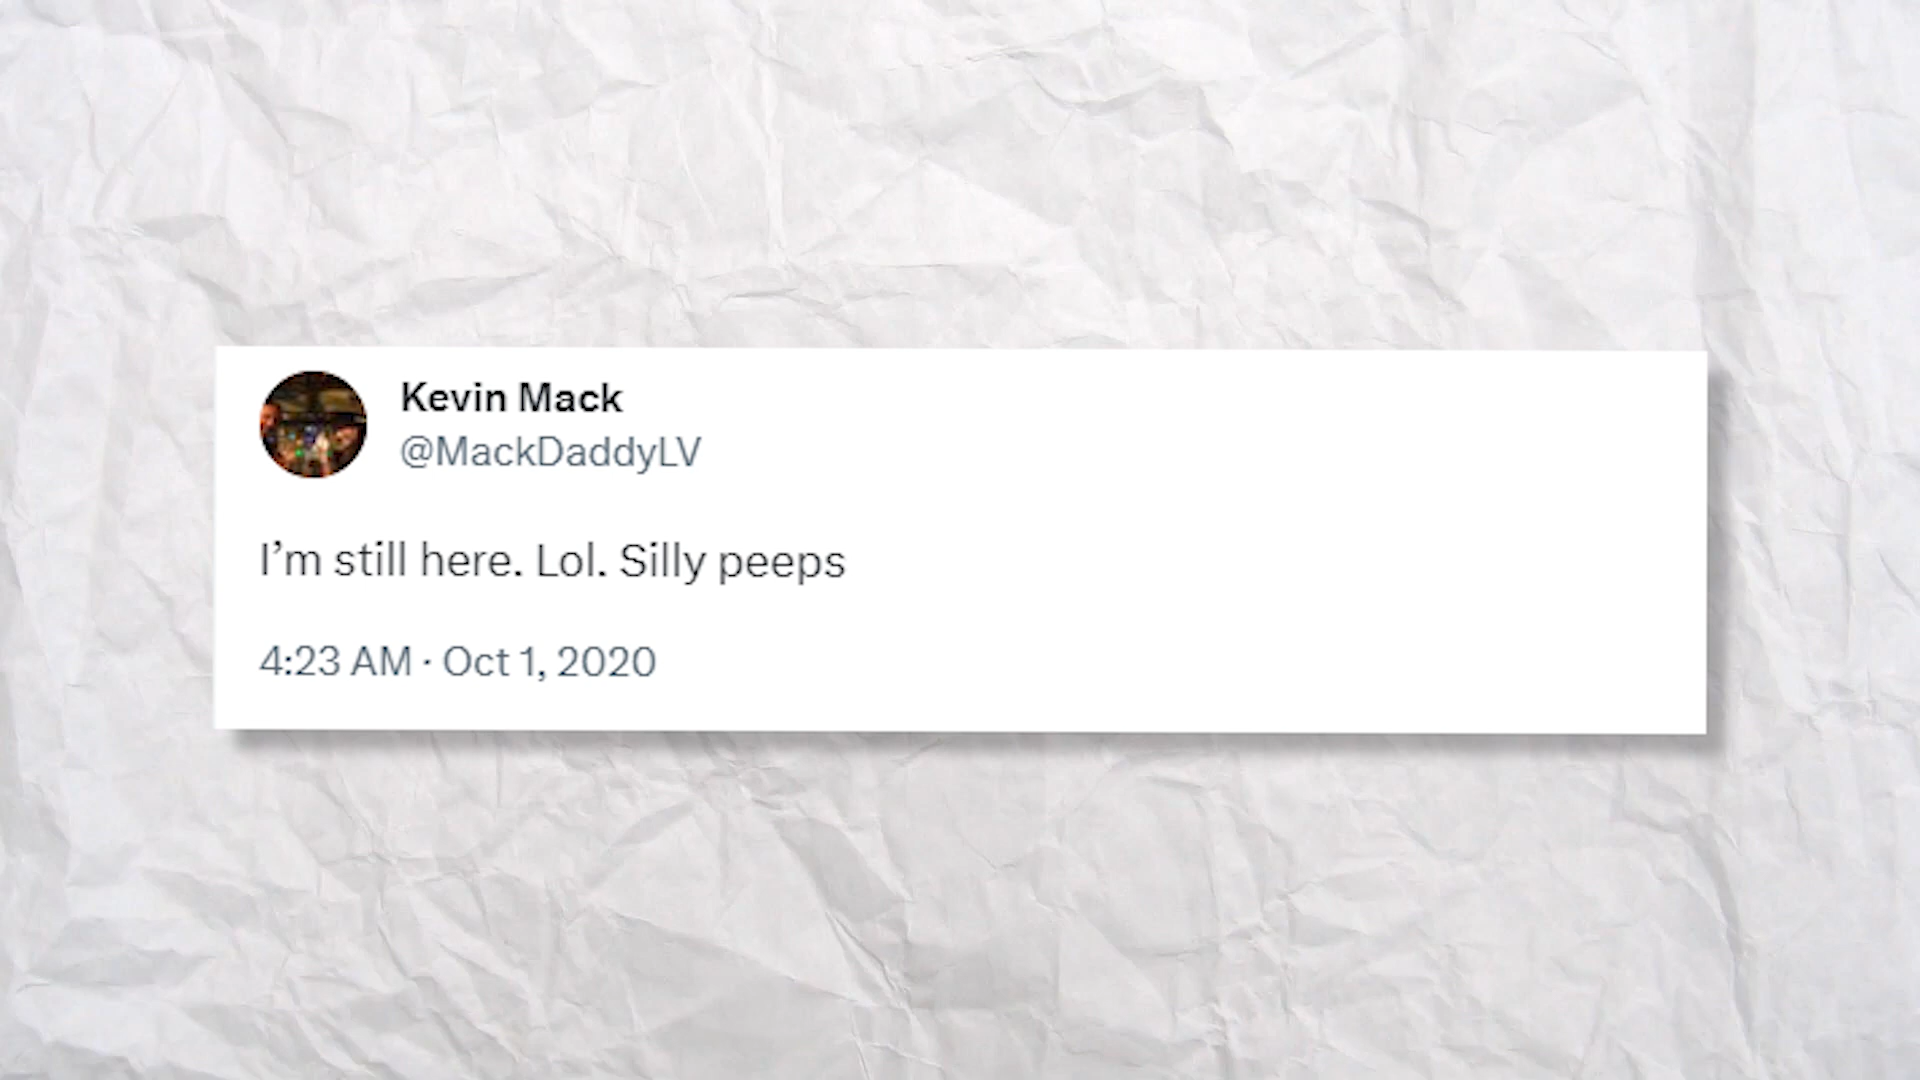 Kevin Mack
@MackDaddyLV
I’m still here. Lol. Silly peeps
4:23 AM · Oct 1, 2020